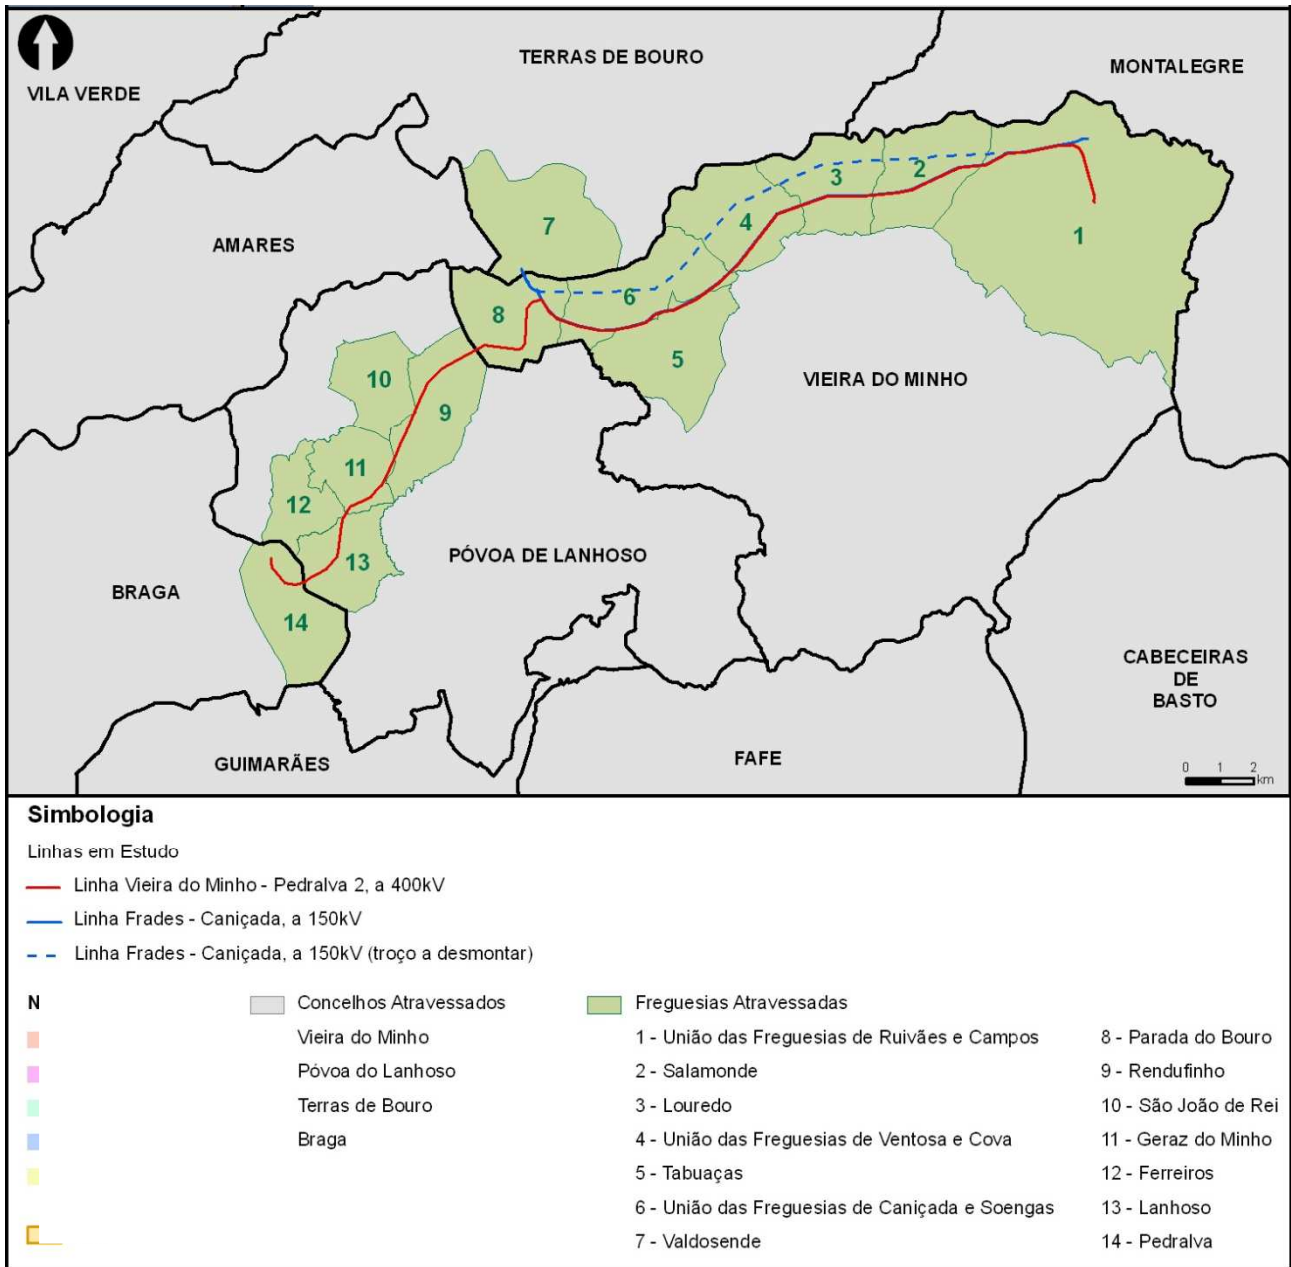 TERRAS DE BOURO
MONTALEGRE
VILA VERDE
3
2
7
4
1
AMARES
6
8
5
10
VIEIRA DO MINHO
9
11
12
PÓVOA DE LANHOSO
13
BRAGA
14
CABECEIRAS
DE
BASTO
GUIMARÃES
FAFE
0 1 2
km
Simbologia
Linhas em Estudo
Linha Vieira do Minho - Pedralva 2, a 400kV
Linha Frades - Caniçada, a 150kV
Linha Frades - Caniçada, a 150kV (troço a desmontar)
N
Concelhos Atravessados
Vieira do Minho
Póvoa do Lanhoso
Terras de Bouro
Braga
Freguesias Atravessadas
1 - União das Freguesias de Ruivães e Campos
2 - Salamonde
3 - Louredo
4 - União das Freguesias de Ventosa e Cova
5 - Tabuaças
6 - União das Freguesias de Caniçada e Soengas
7 - Valdosende
8 - Parada do Bouro
9 - Rendufinho
10 - São João de Rei
11 - Geraz do Minho
12 - Ferreiros
13 - Lanhoso
14 - Pedralva